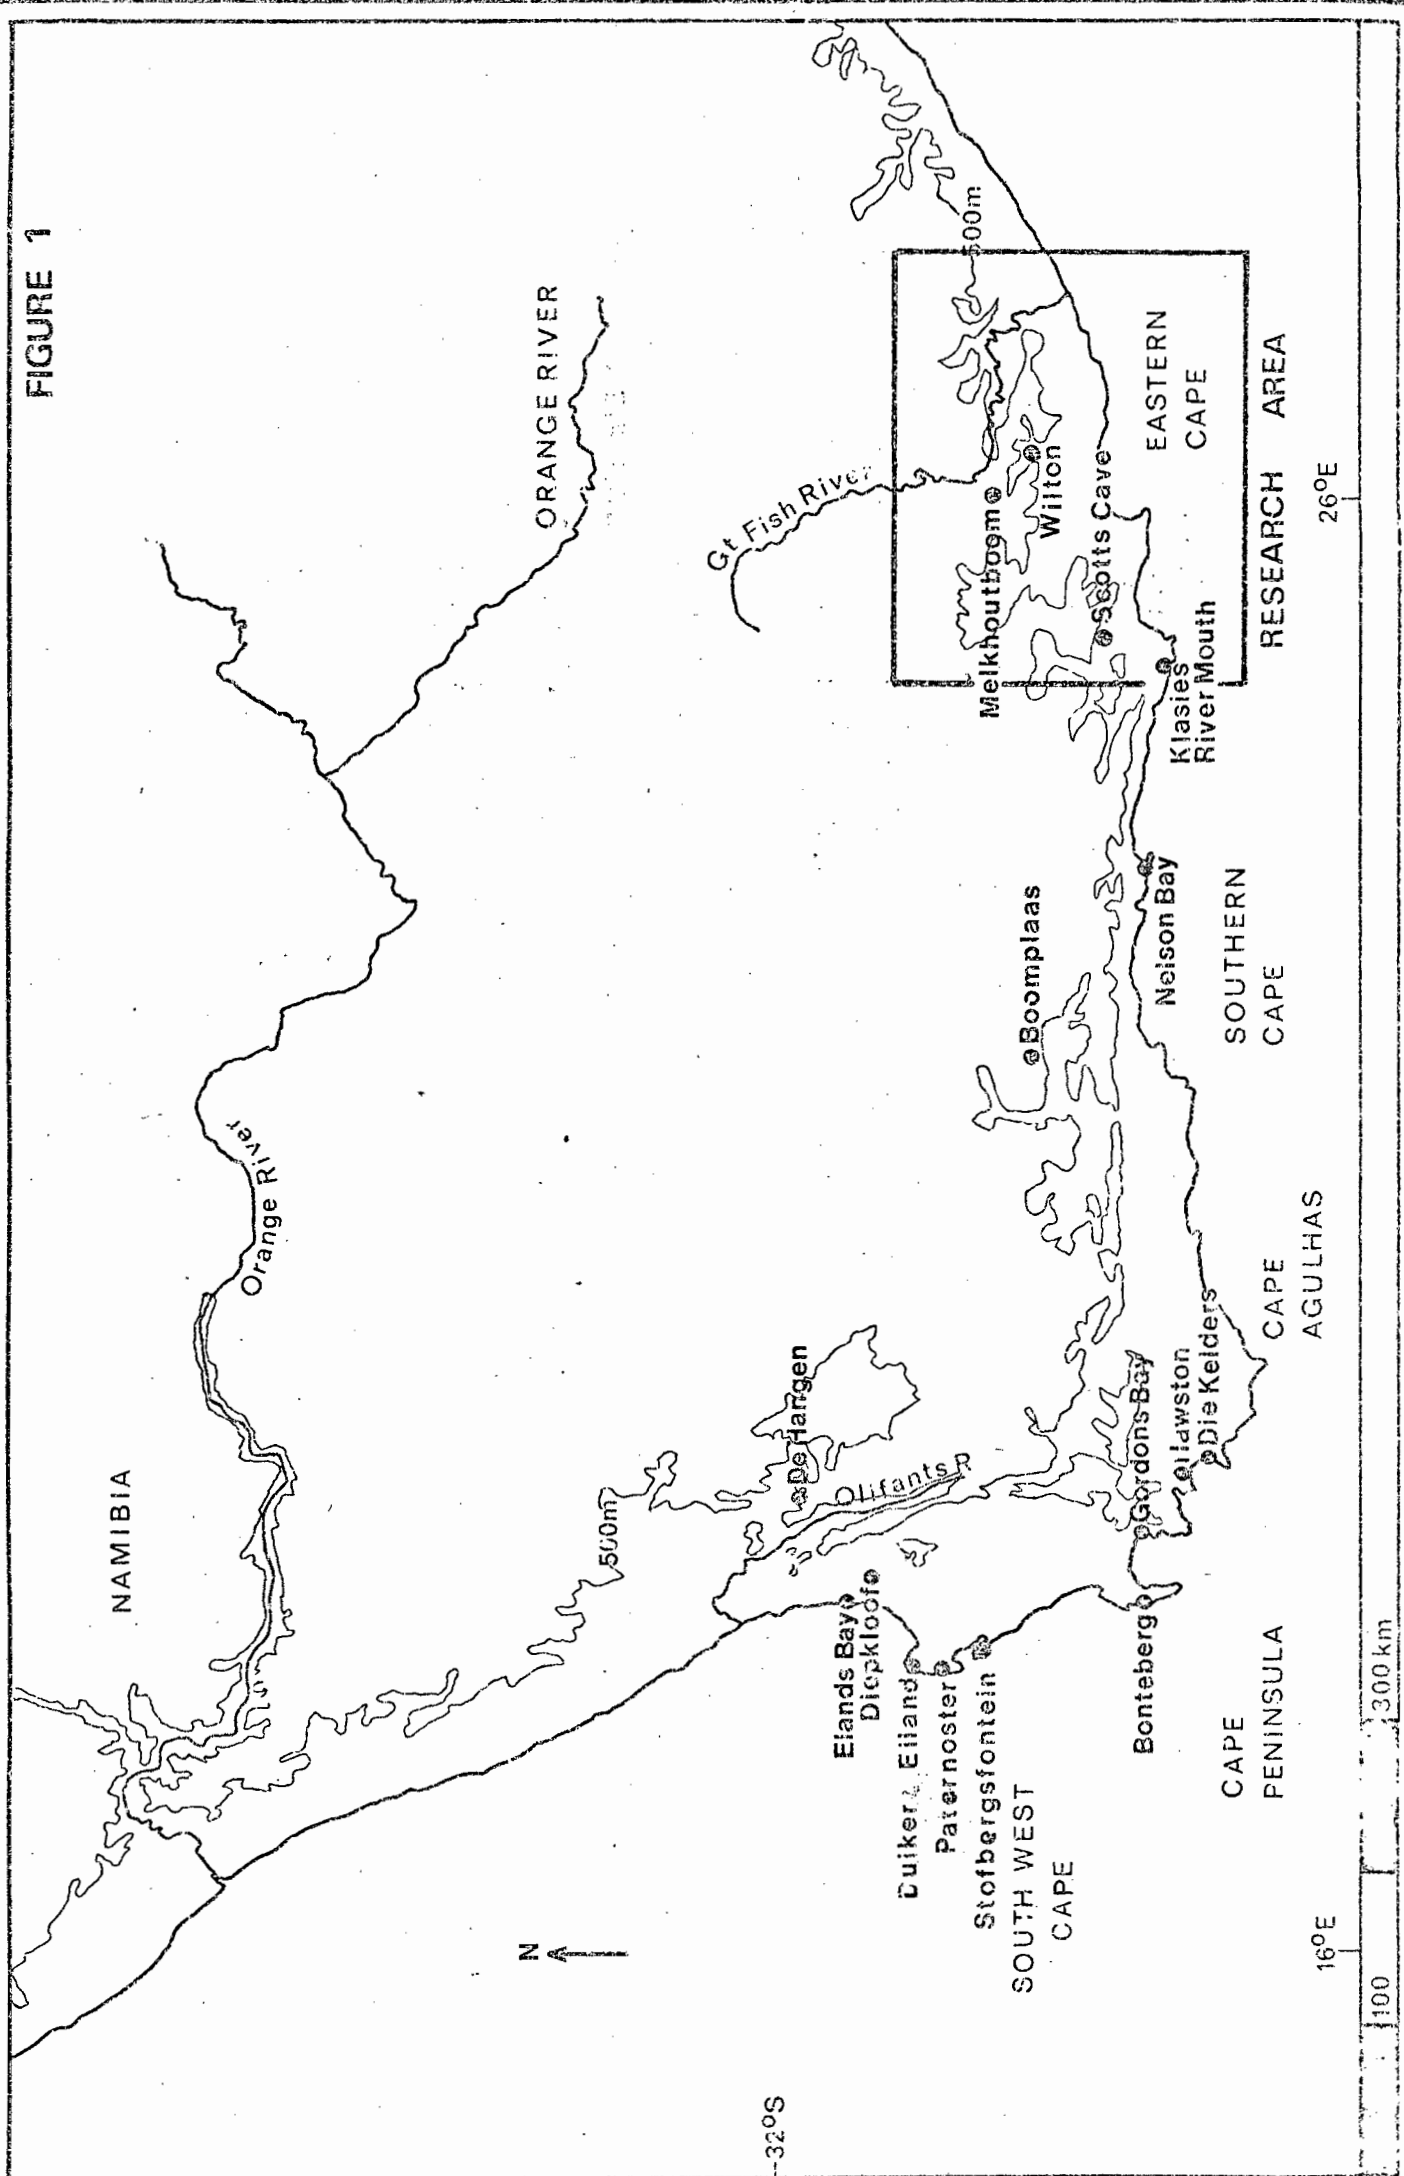 FIGURE 1
NAMIBIA
ORANGE RIVER
Orange River
Gt Fish River
500m
500m
De Hangen
Olifants R
Elands Bay
Diepkloof
Duiker Eiland
Paternoster
Stofbergsfontein
SOUTH WEST
CAPE
Bonteberg
CAPE
PENINSULA
Gordons Bay
Hawston
Die Kelders
CAPE
AGULHAS
Boomplaas
Nelson Bay
SOUTHERN
CAPE
Klasies
River Mouth
Melkhoutboom
Wilton
Scotts Cave
EASTERN
CAPE
RESEARCH AREA
N
32°S
16°E
26°E
100
300 km